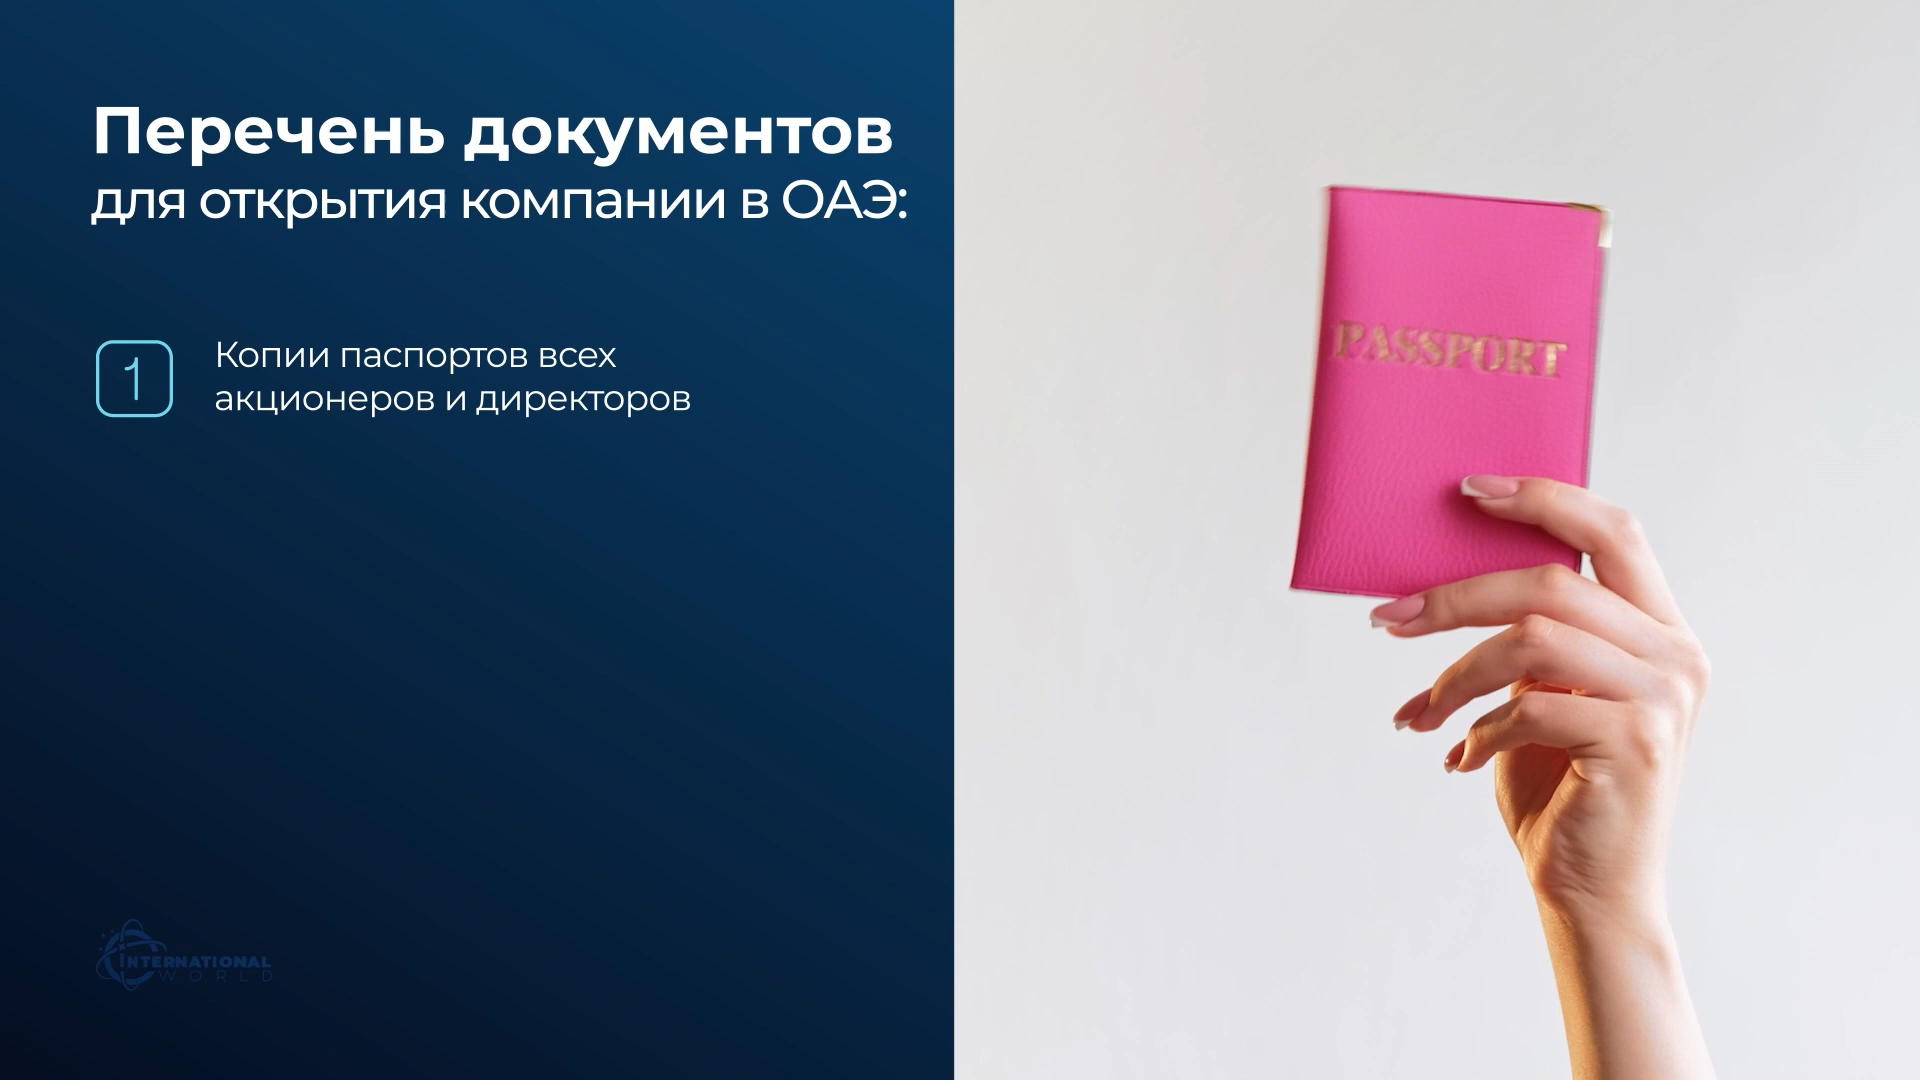 Перечень документов
для открытия компании в ОАЭ:
1
Копии паспортов всех
акционеров и директоров
PASSPORT
INTERNATIONAL
WORLD